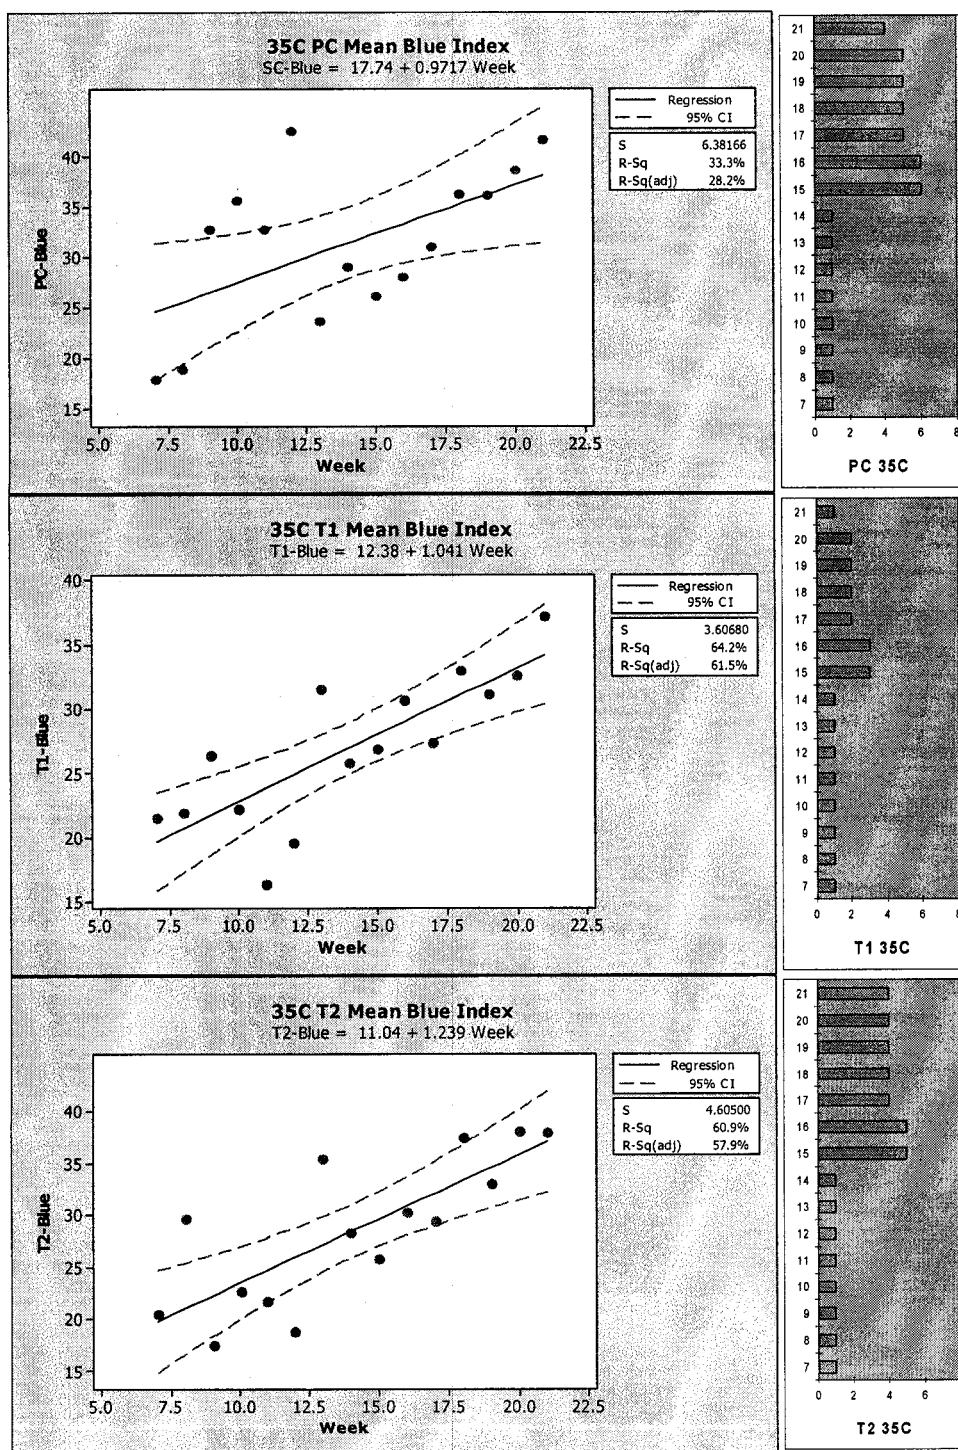 35C PC Mean Blue Index
SC-Blue = 17.74 + 0.9717 Week
Regression
95% CI
S 6.38166
R-Sq 33.3%
R-Sq(adj) 28.2%
PC-Blue
40
35
30
25
20
15
5.0 7.5 10.0 12.5 15.0 17.5 20.0 22.5
Week
21
20
19
18
17
16
15
14
13
12
11
10
9
8
7
0 2 4 6 8
PC 35C
35C T1 Mean Blue Index
T1-Blue = 12.38 + 1.041 Week
Regression
95% CI
S 3.60680
R-Sq 64.2%
R-Sq(adj) 61.5%
T1-Blue
40
35
30
25
20
15
5.0 7.5 10.0 12.5 15.0 17.5 20.0 22.5
Week
21
20
19
18
17
16
15
14
13
12
11
10
9
8
7
0 2 4 6 8
T1 35C
35C T2 Mean Blue Index
T2-Blue = 11.04 + 1.239 Week
Regression
95% CI
S 4.60500
R-Sq 60.9%
R-Sq(adj) 57.9%
T2-Blue
40
35
30
25
20
15
5.0 7.5 10.0 12.5 15.0 17.5 20.0 22.5
Week
21
20
19
18
17
16
15
14
13
12
11
10
9
8
7
0 2 4 6
T2 35C